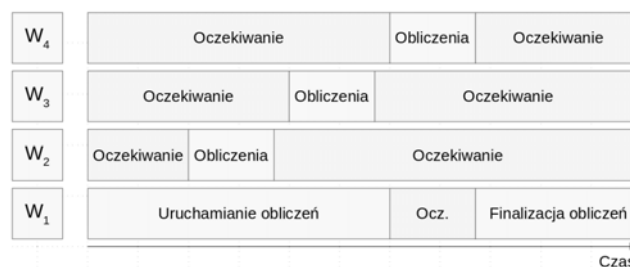 W4 Oczekiwanie Obliczenia Oczekiwanie
W3 Oczekiwanie Obliczenia Oczekiwanie
W2 Oczekiwanie Obliczenia Oczekiwanie
W1 Uruchamianie obliczeń Ocz. Finalizacja obliczeń
Czas